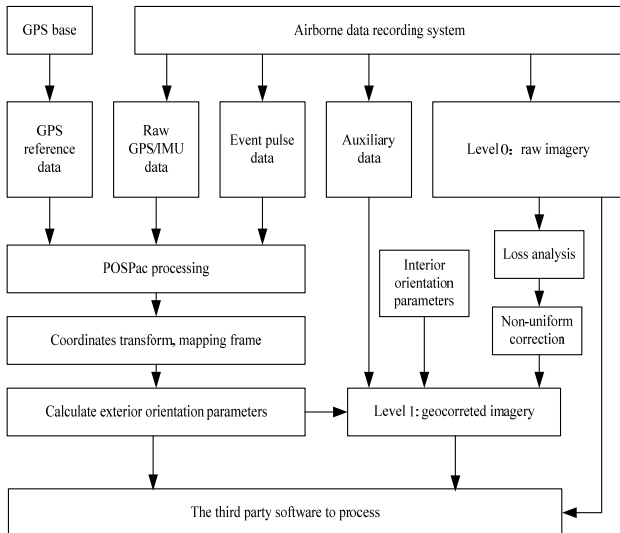 GPS base
Airborne data recording system
GPS
reference
data
Raw
GPS/IMU
data
Event pulse
data
Auxiliary
data
Level0: raw imagery
POSPac processing
Interior
orientation
parameters
Loss analysis
Non-uniform
correction
Coordinates transform, mapping frame
Calculate exterior orientation parameters
Level 1: geocorreted imagery
The third party software to process